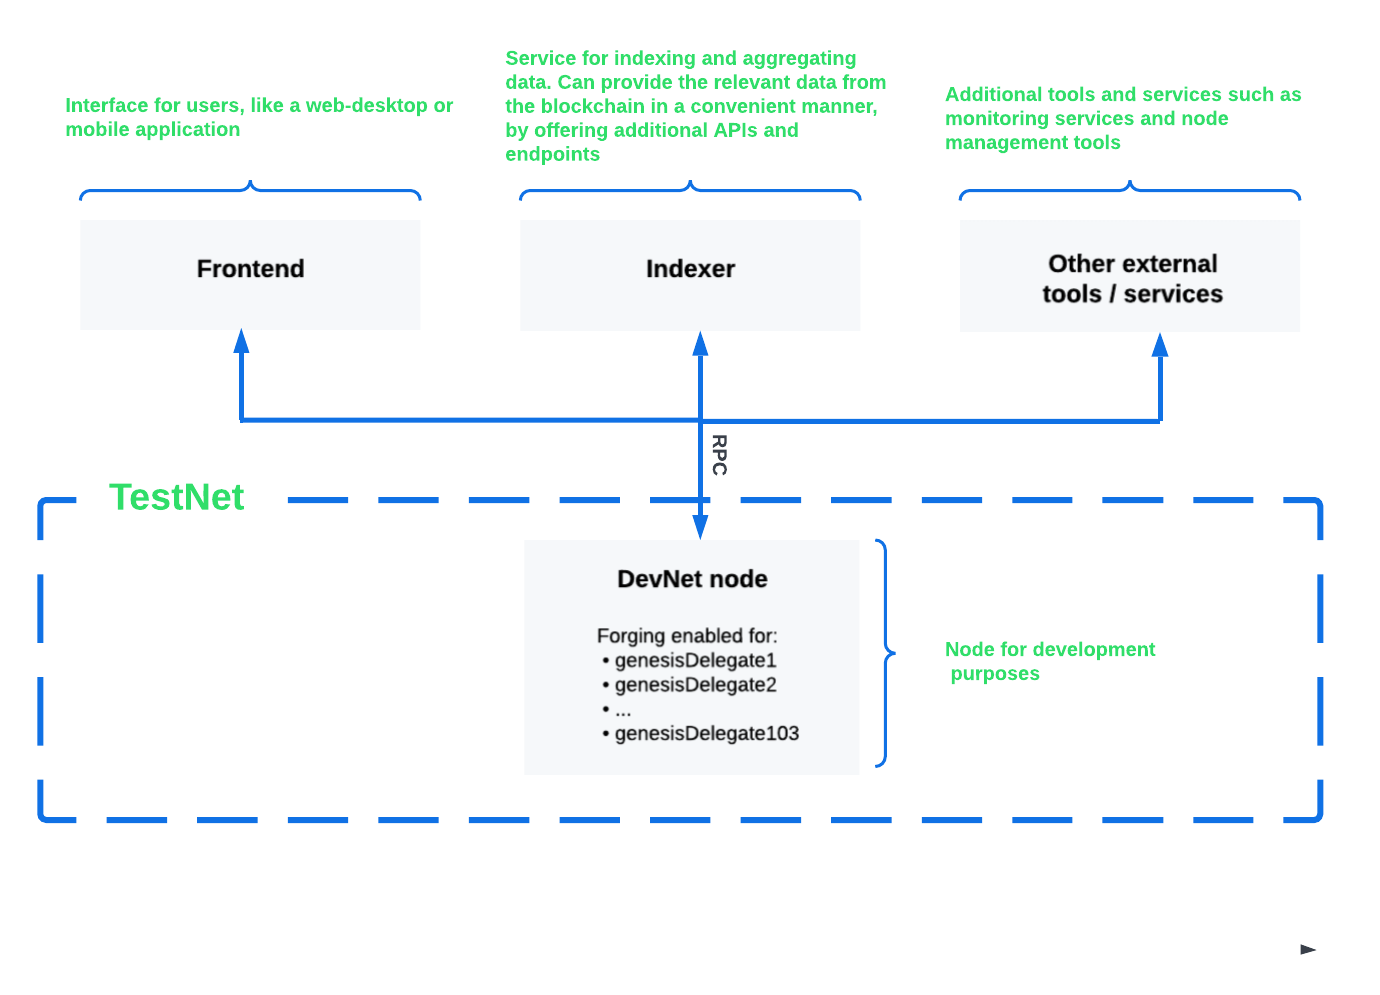 Interface for users, like a web-desktop or
mobile application
Service for indexing and aggregating
data. Can provide the relevant data from
the blockchain in a convenient manner,
by offering additional APIs and
endpoints
Additional tools and services such as
monitoring services and node
management tools
Frontend
Indexer
Other external
tools / services
RPC
TestNet
DevNet node
Forging enabled for:
• genesisDelegate1
• genesisDelegate2
• ...
• genesisDelegate103
Node for development
purposes